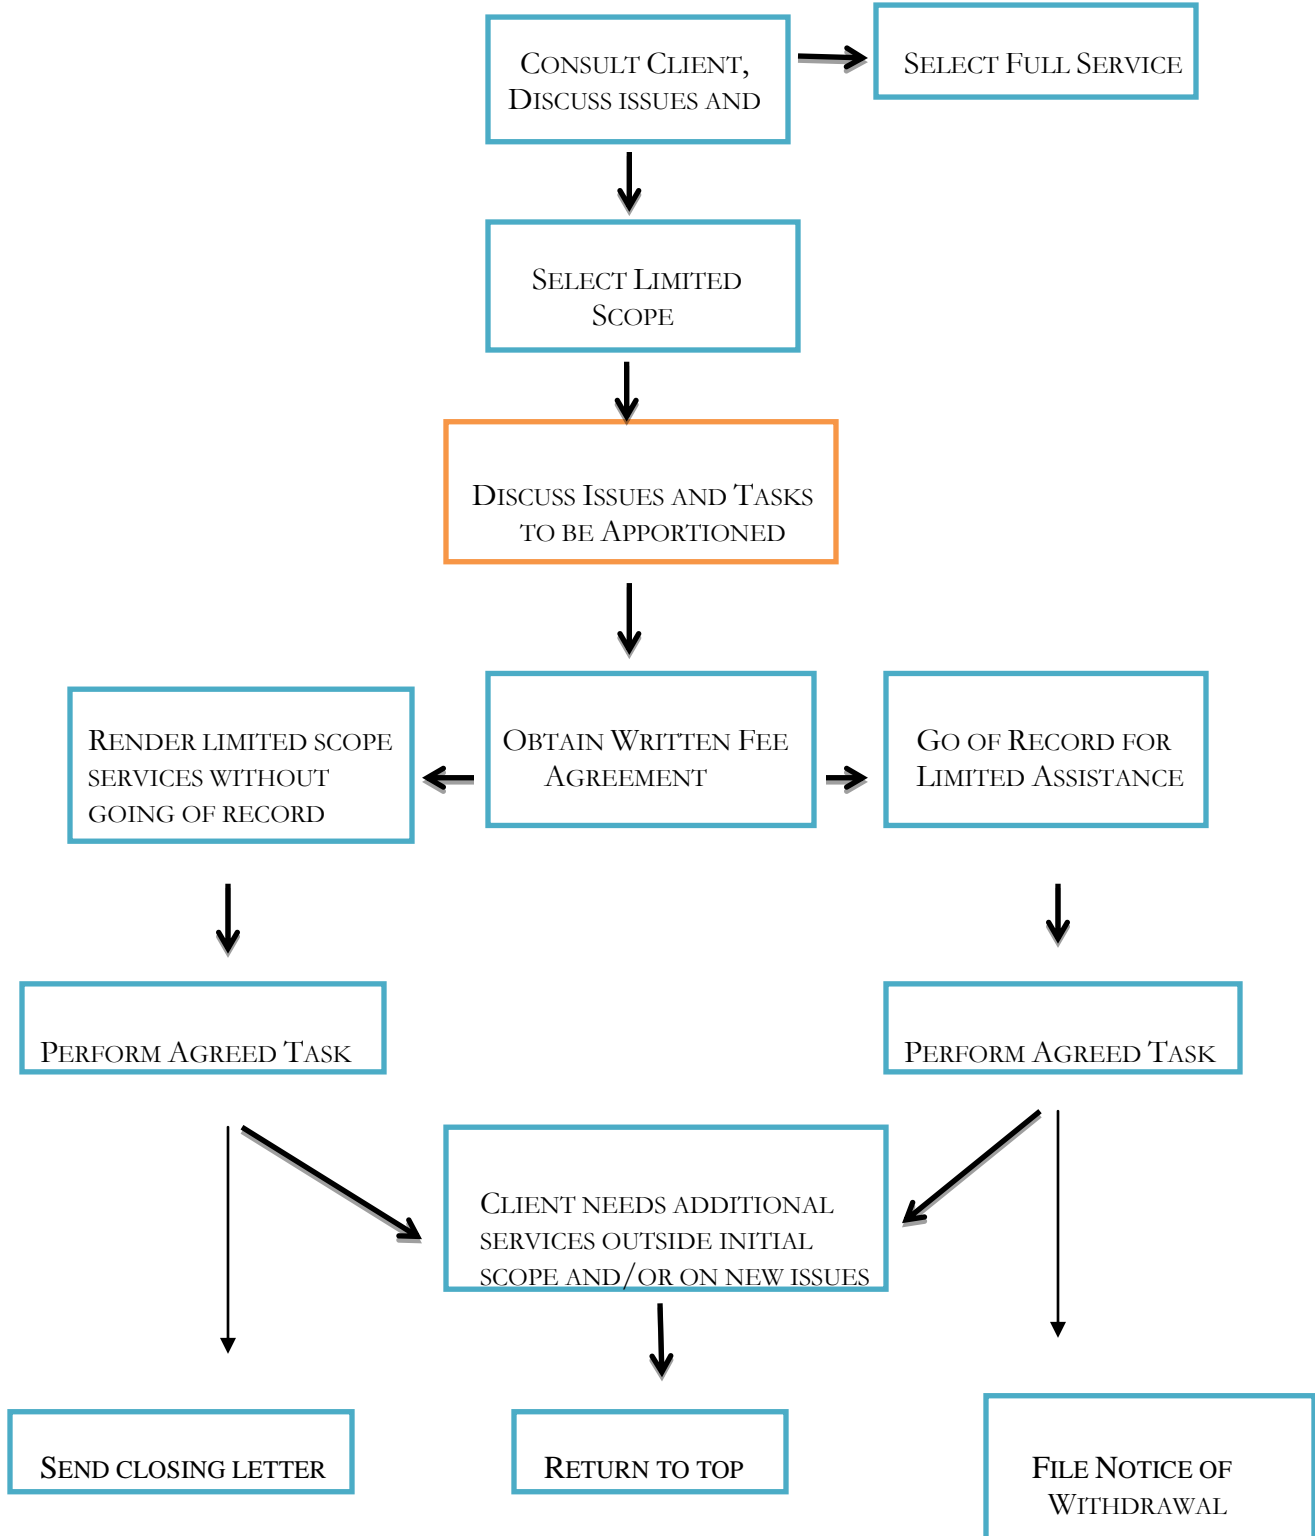 Consult Client,
Discuss issues and
Select Full Service
Select Limited
Scope
Discuss Issues and Tasks
to be Apportioned
Render limited scope
services without
going of record
Obtain Written Fee
Agreement
Go of Record for
Limited Assistance
Perform Agreed Task
Perform Agreed Task
Client needs additional
services outside initial
scope and/or on new issues
Send closing letter
Return to top
File Notice of
Withdrawal